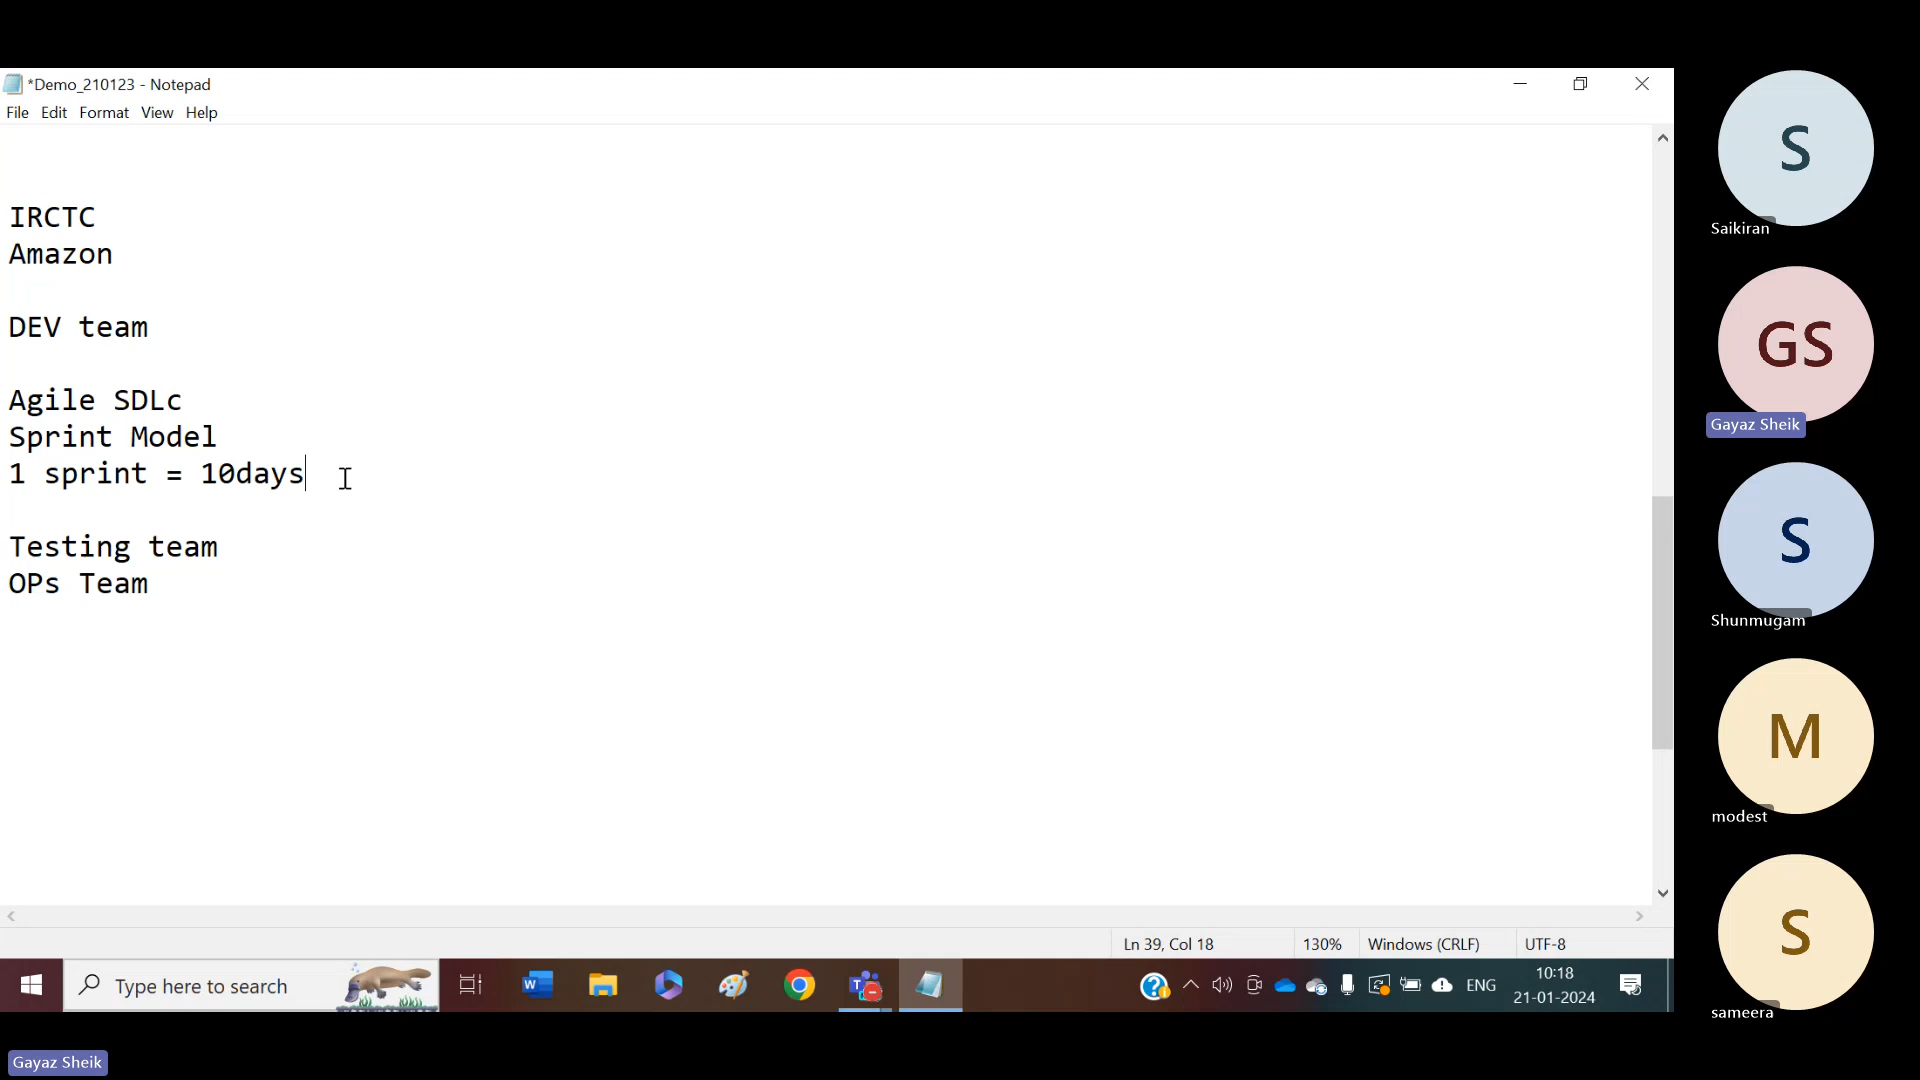 *Demo_210123 - Notepad
File Edit Format View Help
IRCTC
Amazon
DEV team
Agile SDLc
Sprint Model
1 sprint = 10days
Testing team
OPs Team
Ln 39, Col 18
130%
Windows (CRLF)
UTF-8
Type here to search
W
ENG
10:18
21-01-2024
S
Saikiran
GS
Gayaz Sheik
S
Shunmugam
M
modest
S
sameera
Gayaz Sheik